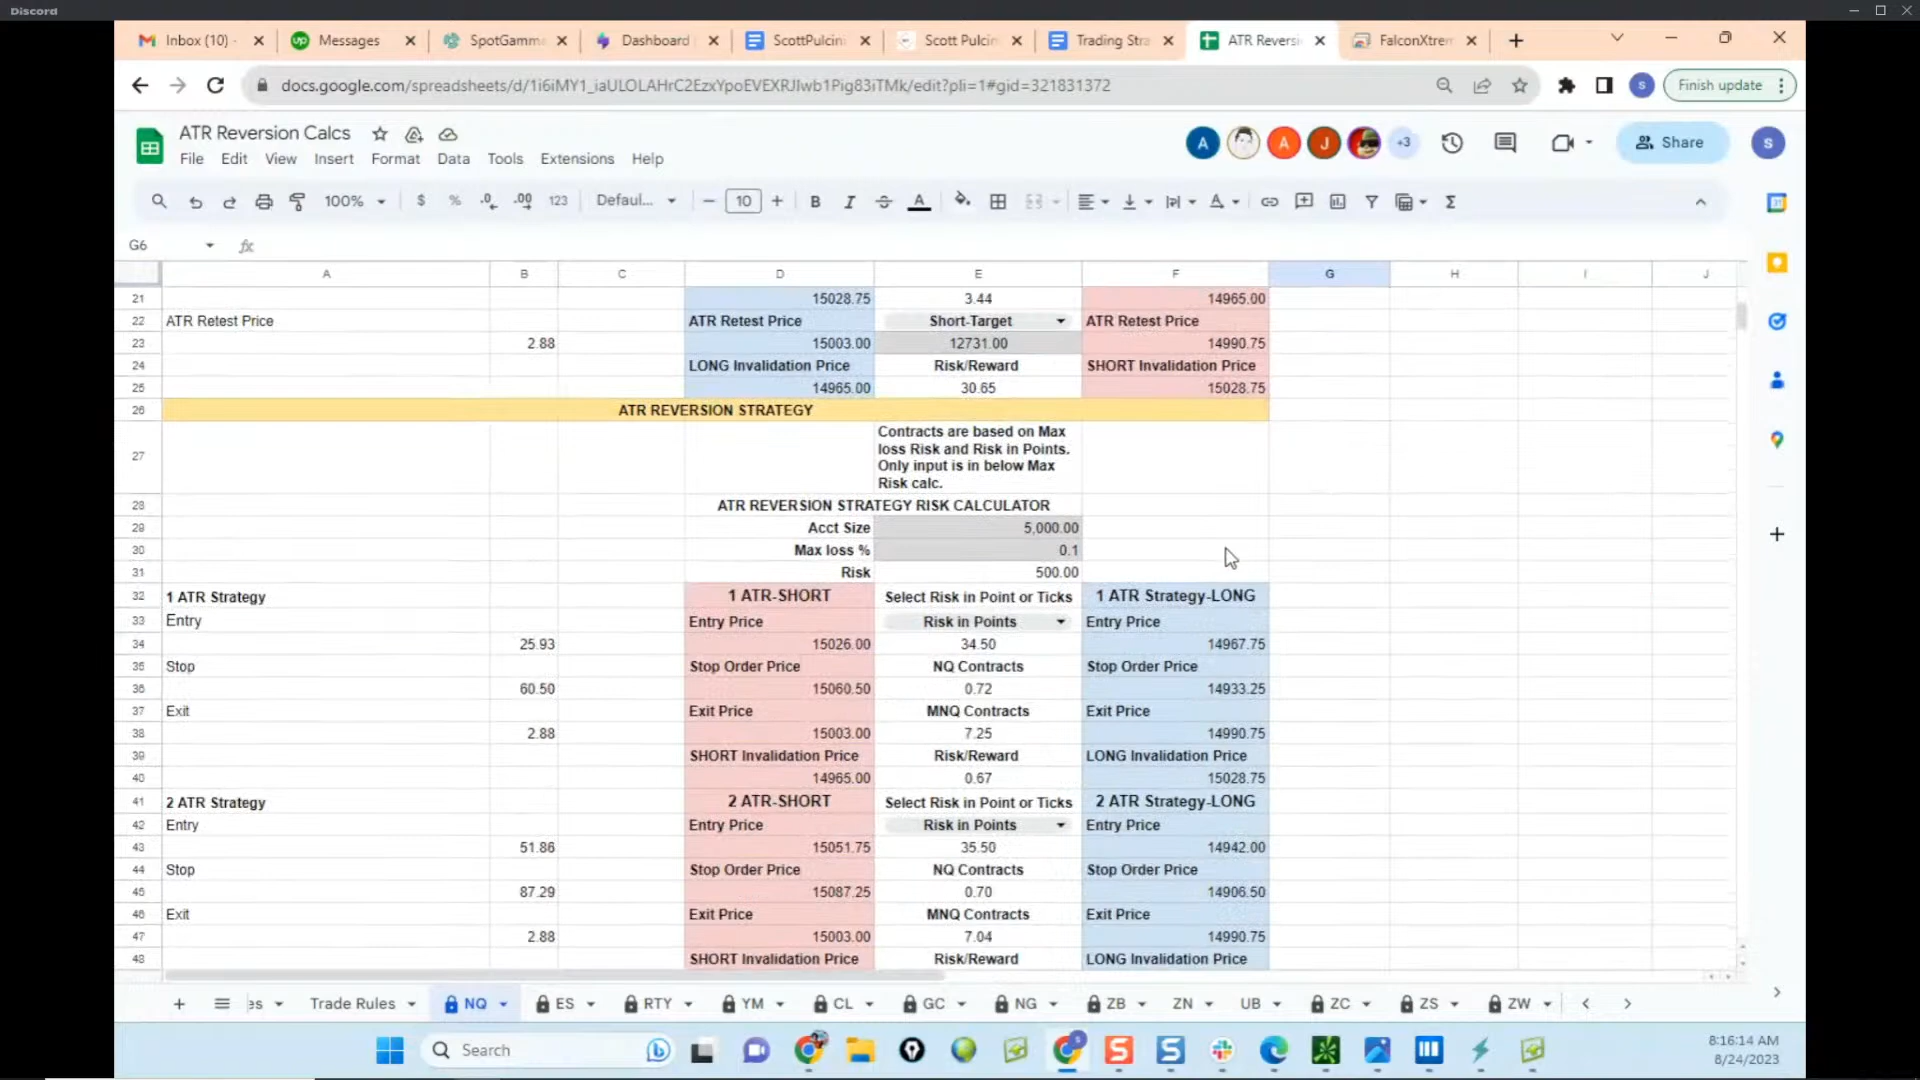 Discord
Inbox (10) -
Messages
SpotGamm
Dashboard
ScottPulcin
Scott Pulcin
Trading Stra
ATR Reversi
FalconXtrem
docs.google.com/spreadsheets/d/1i6iMY1_iaULOLAHrC2EzxYpoEVEXRJlwb1Pig83iTMk/edit?pli=1#gid=321831372
S
Finish update
ATR Reversion Calcs
File Edit View Insert Format Data Tools Extensions Help
A A J +3
Share
S
100% $ % .0 .00 123 Defaul... 10 B I A
G6 fx
A B C D E F G H I J
21 15028.75 3.44 14965.00
22 ATR Retest Price ATR Retest Price Short-Target ATR Retest Price
23 2.88 15003.00 12731.00 14990.75
24 LONG Invalidation Price Risk/Reward SHORT Invalidation Price
25 14965.00 30.65 15028.75
26 ATR REVERSION STRATEGY
Contracts are based on Max
loss Risk and Risk in Points.
27
Only input is in below Max
Risk calc.
28 ATR REVERSION STRATEGY RISK CALCULATOR
29 Acct Size 5,000.00
30 Max loss % 0.1
31 Risk 500.00
32 1 ATR Strategy 1 ATR-SHORT Select Risk in Point or Ticks 1 ATR Strategy-LONG
33 Entry Entry Price Risk in Points Entry Price
34 25.93 15026.00 34.50 14967.75
35 Stop Stop Order Price NQ Contracts Stop Order Price
36 60.50 15060.50 0.72 14933.25
37 Exit Exit Price MNQ Contracts Exit Price
38 2.88 15003.00 7.25 14990.75
39 SHORT Invalidation Price Risk/Reward LONG Invalidation Price
40 14965.00 0.67 15028.75
41 2 ATR Strategy 2 ATR-SHORT Select Risk in Point or Ticks 2 ATR Strategy-LONG
42 Entry Entry Price Risk in Points Entry Price
43 51.86 15051.75 35.50 14942.00
44 Stop Stop Order Price NQ Contracts Stop Order Price
45 87.29 15087.25 0.70 14906.50
46 Exit Exit Price MNQ Contracts Exit Price
47 2.88 15003.00 7.04 14990.75
48 SHORT Invalidation Price Risk/Reward LONG Invalidation Price
es Trade Rules NQ ES RTY YM CL GC NG ZB ZN UB ZC ZS ZW
Search
8:16:14 AM
8/24/2023